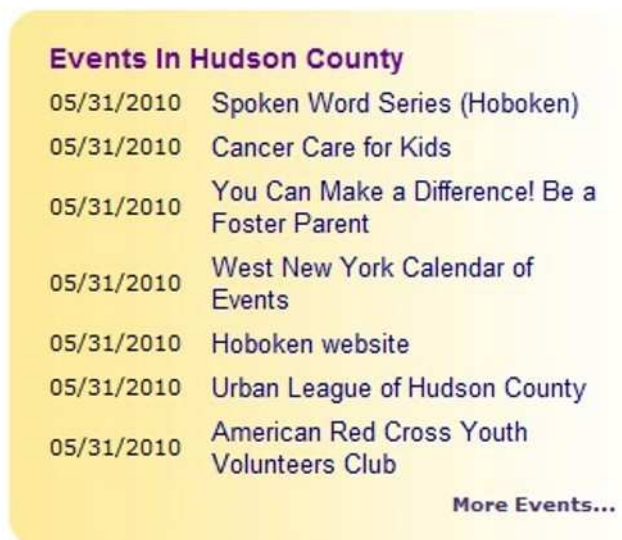 Events In Hudson County
05/31/2010 Spoken Word Series (Hoboken)
05/31/2010 Cancer Care for Kids
05/31/2010 You Can Make a Difference! Be a
Foster Parent
05/31/2010 West New York Calendar of
Events
05/31/2010 Hoboken website
05/31/2010 Urban League of Hudson County
05/31/2010 American Red Cross Youth
Volunteers Club
More Events...